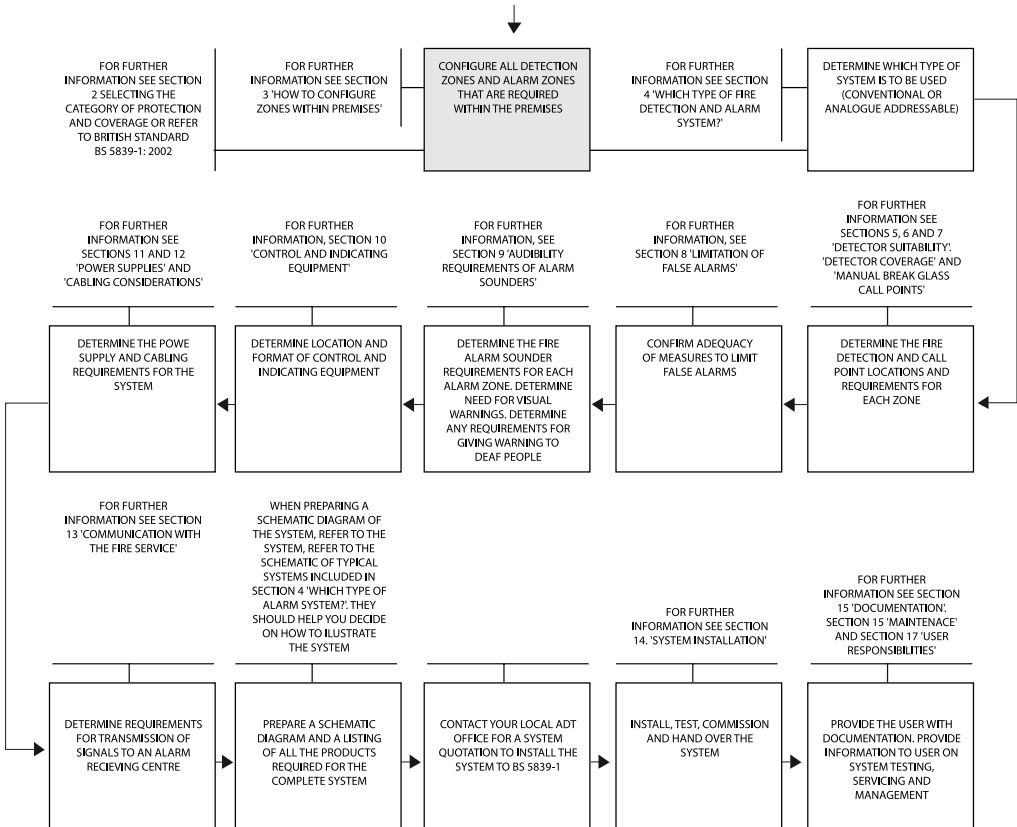 FOR FURTHER
INFORMATION SEE SECTION
2 SELECTING THE
CATEGORY OF PROTECTION
AND COVERAGE OR REFER
TO BRITISH STANDARD
BS 5839-1: 2002
FOR FURTHER
INFORMATION SEE SECTION
3 'HOW TO CONFIGURE
ZONES WITHIN PREMISES'
CONFIGURE ALL DETECTION
ZONES AND ALARM ZONES
THAT ARE REQUIRED
WITHIN THE PREMISES
FOR FURTHER
INFORMATION SEE SECTION
4 'WHICH TYPE OF FIRE
DETECTION AND ALARM
SYSTEM?'
DETERMINE WHICH TYPE OF
SYSTEM IS TO BE USED
(CONVENTIONAL OR
ANALOGUE ADDRESSABLE)
FOR FURTHER
INFORMATION SEE
SECTIONS 11 AND 12
'POWER SUPPLIES' AND
'CABLING CONSIDERATIONS'
FOR FURTHER
INFORMATION, SECTION 10
'CONTROL AND INDICATING
EQUIPMENT'
FOR FURTHER
INFORMATION, SEE
SECTION 9 'AUDIBILITY
REQUIREMENTS OF ALARM
SOUNDERS'
FOR FURTHER
INFORMATION, SEE
SECTION 8 'LIMITATION OF
FALSE ALARMS'
FOR FURTHER
INFORMATION SEE
SECTIONS 5, 6 AND 7
'DETECTOR SUITABILITY'.
'DETECTOR COVERAGE' AND
'MANUAL BREAK GLASS
CALL POINTS'
DETERMINE THE POWE
SUPPLY AND CABLING
REQUIREMENTS FOR THE
SYSTEM
DETERMINE LOCATION AND
FORMAT OF CONTROL AND
INDICATING EQUIPMENT
DETERMINE THE FIRE
ALARM SOUNDER
REQUIREMENTS FOR EACH
ALARM ZONE. DETERMINE
NEED FOR VISUAL
WARNINGS. DETERMINE
ANY REQUIREMENTS FOR
GIVING WARNING TO
DEAF PEOPLE
CONFIRM ADEQUACY
OF MEASURES TO LIMIT
FALSE ALARMS
DETERMINE THE FIRE
DETECTION AND CALL
POINT LOCATIONS AND
REQUIREMENTS FOR
EACH ZONE
FOR FURTHER
INFORMATION SEE SECTION
13 'COMMUNICATION WITH
THE FIRE SERVICE'
WHEN PREPARING A
SCHEMATIC DIAGRAM OF
THE SYSTEM, REFER TO THE
SYSTEM, REFER TO THE
SCHEMATIC OF TYPICAL
SYSTEMS INCLUDED IN
SECTION 4 'WHICH TYPE OF
ALARM SYSTEM?'. THEY
SHOULD HELP YOU DECIDE
ON HOW TO ILUSTRATE
THE SYSTEM
FOR FURTHER
INFORMATION SEE SECTION
14. 'SYSTEM INSTALLATION'
FOR FURTHER
INFORMATION SEE SECTION
15 'DOCUMENTATION'.
SECTION 15 'MAINTENACE'
AND SECTION 17 'USER
RESPONSIBILITIES'
DETERMINE REQUIREMENTS
FOR TRANSMISSION OF
SIGNALS TO AN ALARM
RECIEVING CENTRE
PREPARE A SCHEMATIC
DIAGRAM AND A LISTING
OF ALL THE PRODUCTS
REQUIRED FOR THE
COMPLETE SYSTEM
CONTACT YOUR LOCAL ADT
OFFICE FOR A SYSTEM
QUOTATION TO INSTALL THE
SYSTEM TO BS 5839-1
INSTALL, TEST, COMMISSION
AND HAND OVER THE
SYSTEM
PROVIDE THE USER WITH
DOCUMENTATION. PROVIDE
INFORMATION TO USER ON
SYSTEM TESTING,
SERVICING AND
MANAGEMENT